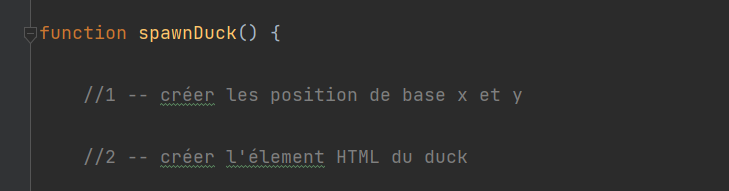 function spawnDuck() {
//1 -- créer les position de base x et y
//2 -- créer l'élement HTML du duck